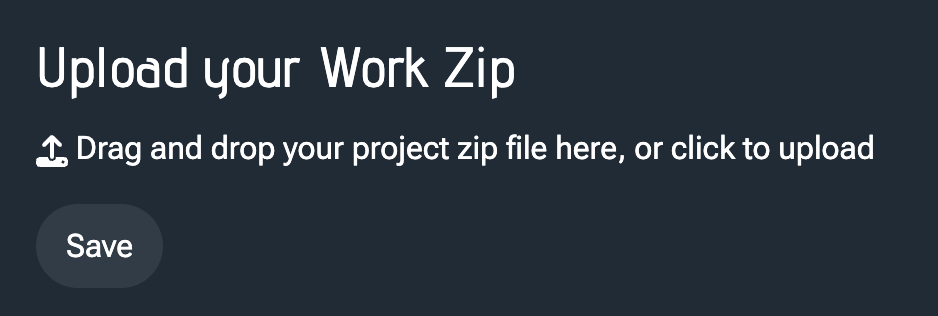 Upload your Work Zip
Drag and drop your project zip file here, or click to upload
Save